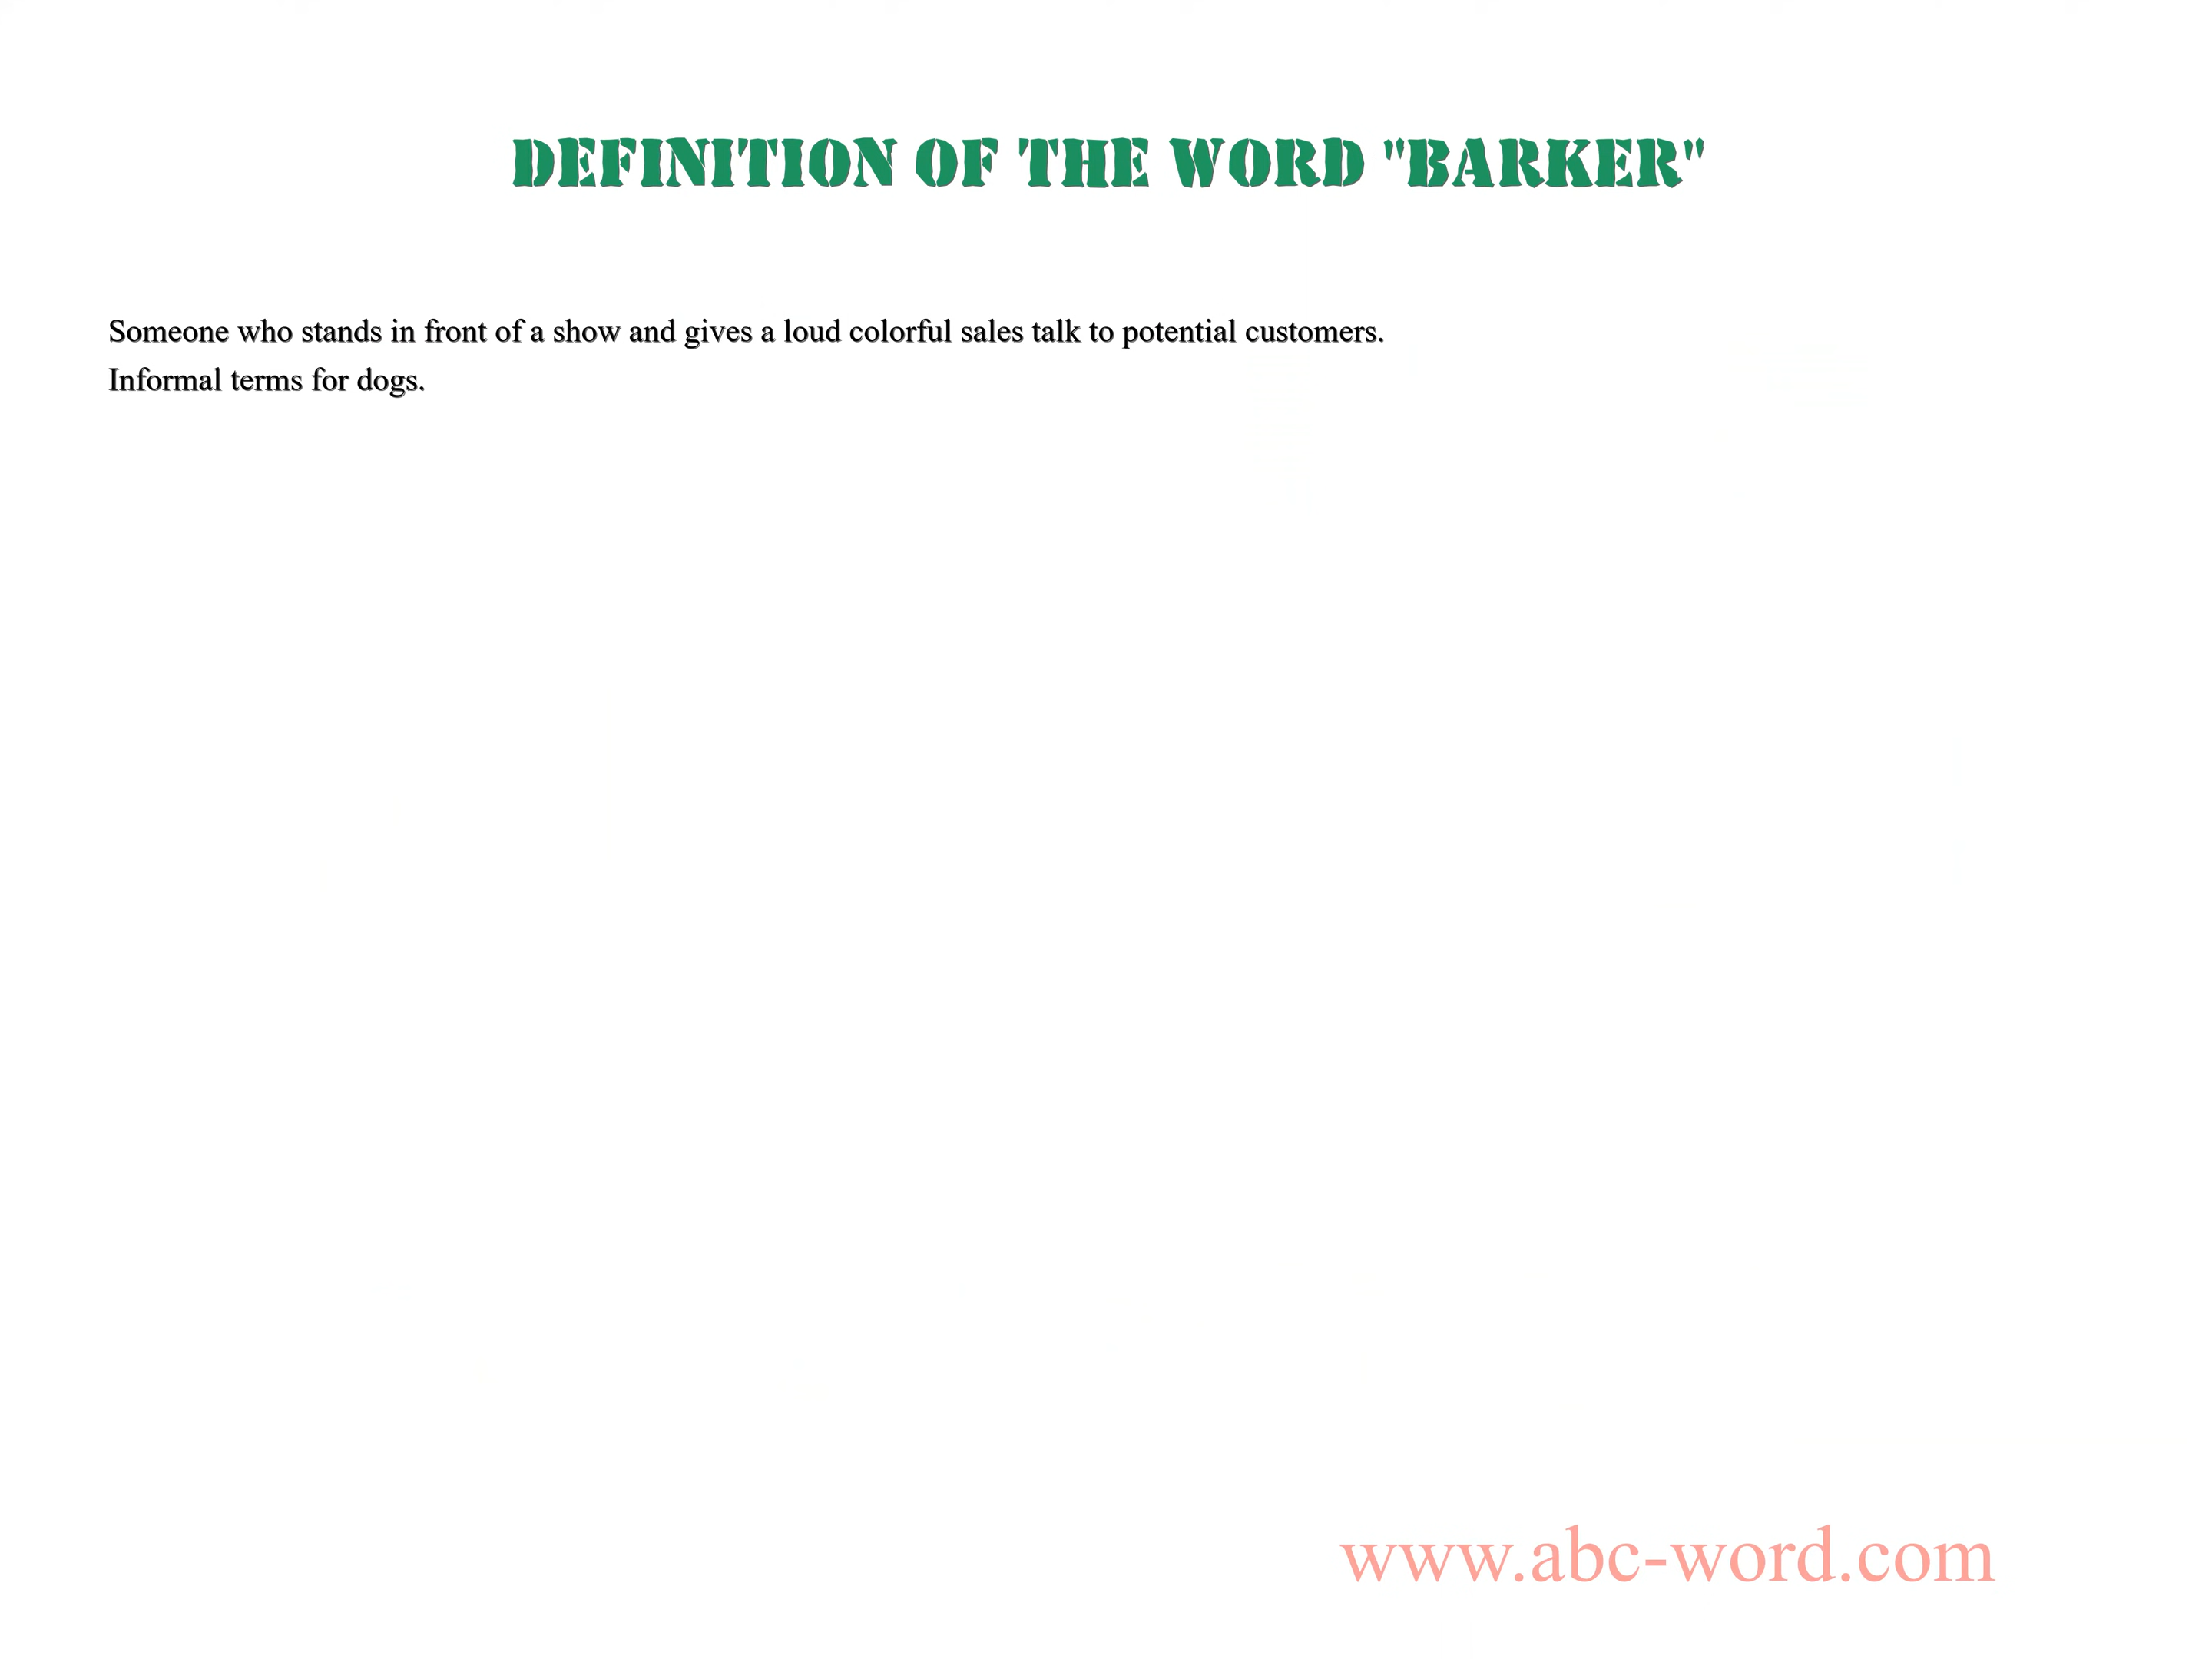 DEFINITION OF THE WORD "BARKER"
Someone who stands in front of a show and gives a loud colorful sales talk to potential customers.
Informal terms for dogs.
www.abc-word.com